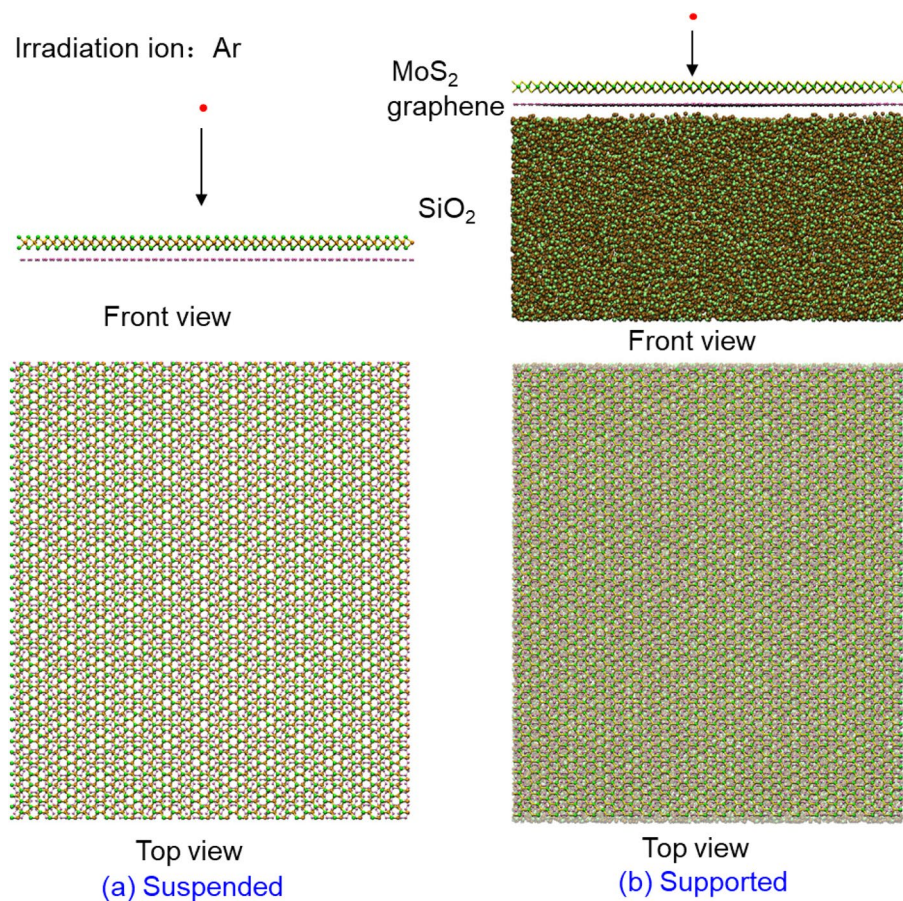 Irradiation ion： Ar
MoS₂
graphene
SiO₂
Front view
Front view
Top view
(a) Suspended
Top view
(b) Supported